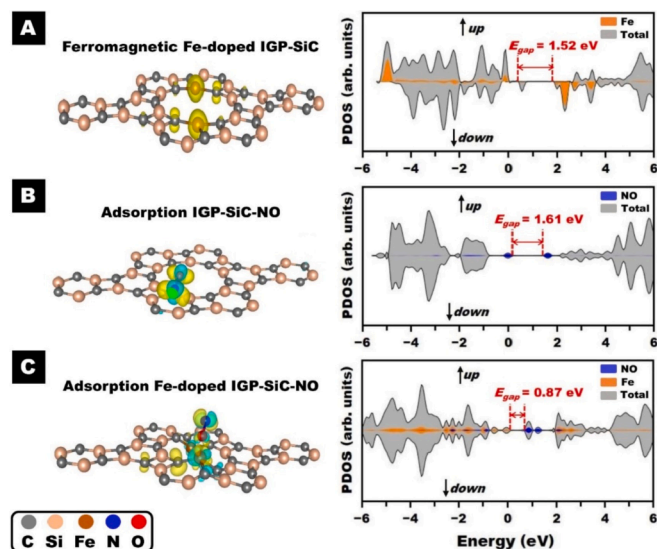 A
Ferromagnetic Fe-doped IGP-SiC
PDOS (arb. units)
up
E_gap = 1.52 eV
Fe
Total
down
−6 −4 −2 0 2 4 6
B
Adsorption IGP-SiC-NO
PDOS (arb. units)
up
E_gap = 1.61 eV
NO
Total
down
−6 −4 −2 0 2 4 6
C
Adsorption Fe-doped IGP-SiC-NO
PDOS (arb. units)
up
E_gap = 0.87 eV
NO
Fe
Total
down
−6 −4 −2 0 2 4 6
Energy (eV)
C Si Fe N O